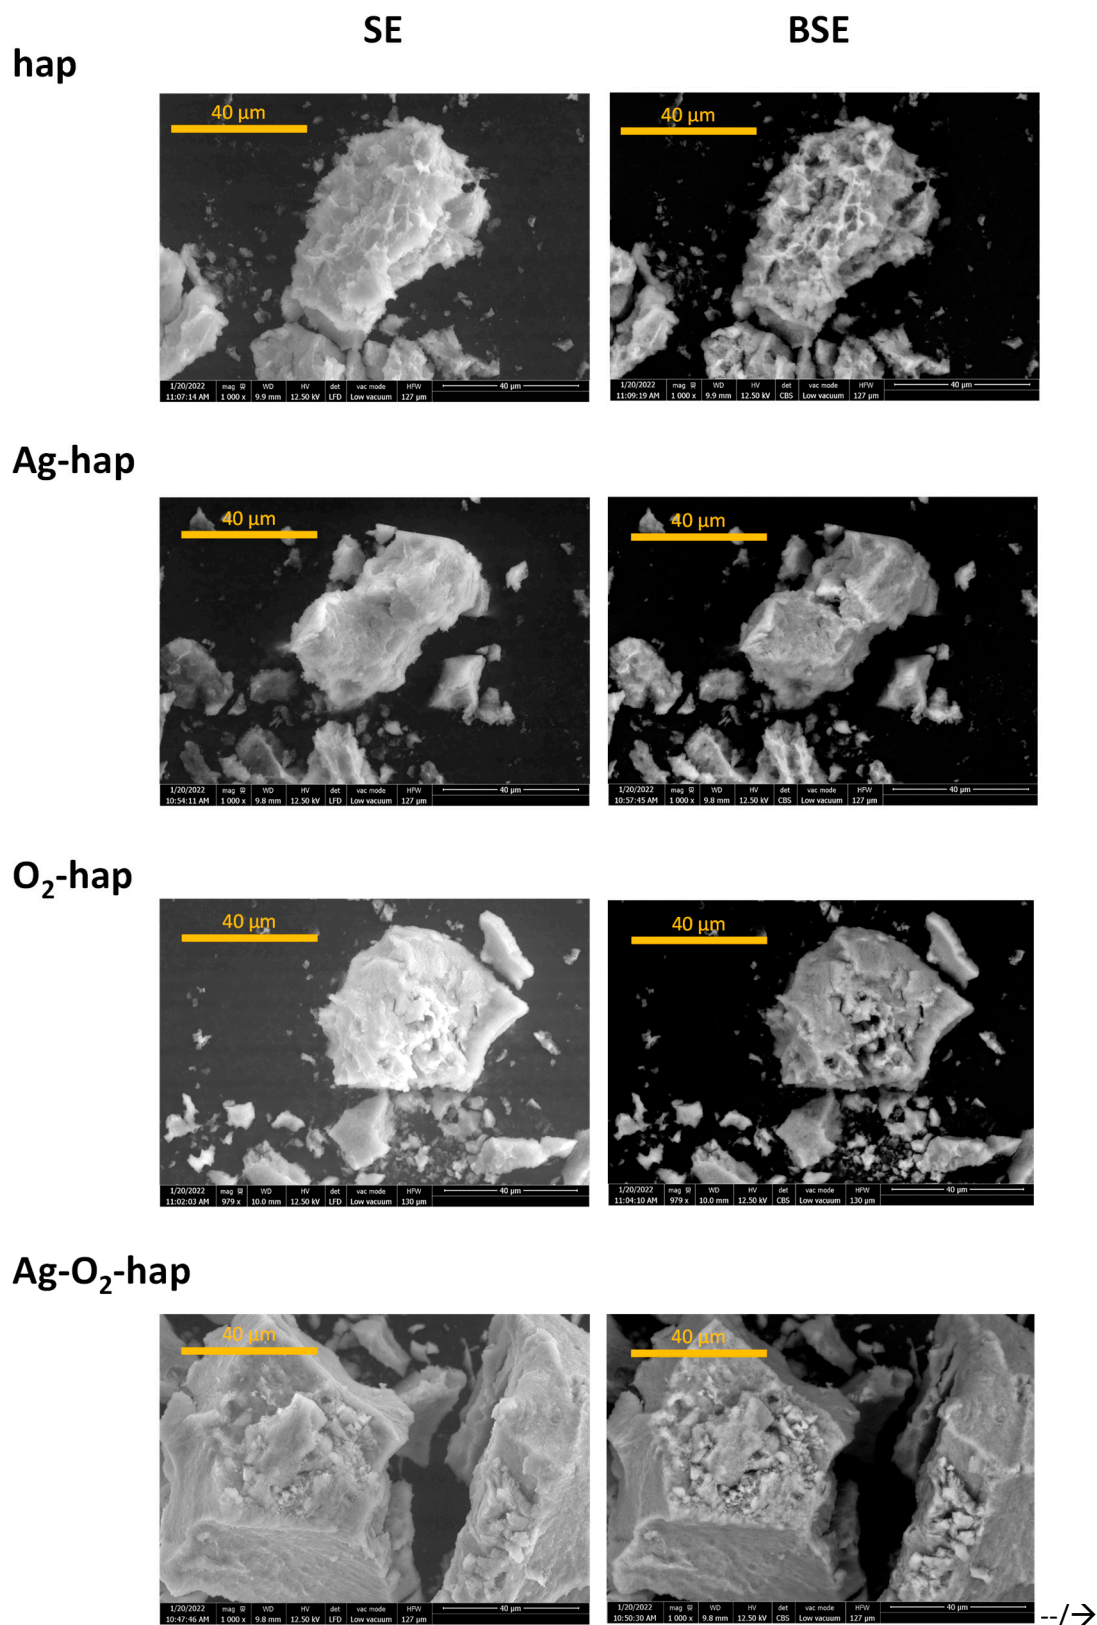 SE BSE
hap
40 µm 40 µm
1/20/2022 mag WD HV det vac mode HFW 40 µm
11:07:14 AM 1 000 x 9.9 mm 12.50 kV LFD Low vacuum 127 µm
1/20/2022 mag WD HV det vac mode HFW 40 µm
11:09:19 AM 1 000 x 9.9 mm 12.50 kV CBS Low vacuum 127 µm
Ag-hap
40 µm 40 µm
1/20/2022 mag WD HV det vac mode HFW 40 µm
10:54:11 AM 1 000 x 9.8 mm 12.50 kV LFD Low vacuum 127 µm
1/20/2022 mag WD HV det vac mode HFW 40 µm
10:57:45 AM 1 000 x 9.8 mm 12.50 kV CBS Low vacuum 127 µm
O₂-hap
40 µm 40 µm
1/20/2022 mag WD HV det vac mode HFW 40 µm
11:02:03 AM 979 x 10.0 mm 12.50 kV LFD Low vacuum 130 µm
1/20/2022 mag WD HV det vac mode HFW 40 µm
11:04:10 AM 979 x 10.0 mm 12.50 kV CBS Low vacuum 130 µm
Ag-O₂-hap
40 µm 40 µm
1/20/2022 mag WD HV det vac mode HFW 40 µm
10:47:46 AM 1 000 x 9.8 mm 12.50 kV LFD Low vacuum 127 µm
1/20/2022 mag WD HV det vac mode HFW 40 µm
10:50:30 AM 1 000 x 9.8 mm 12.50 kV CBS Low vacuum 127 µm
--/→